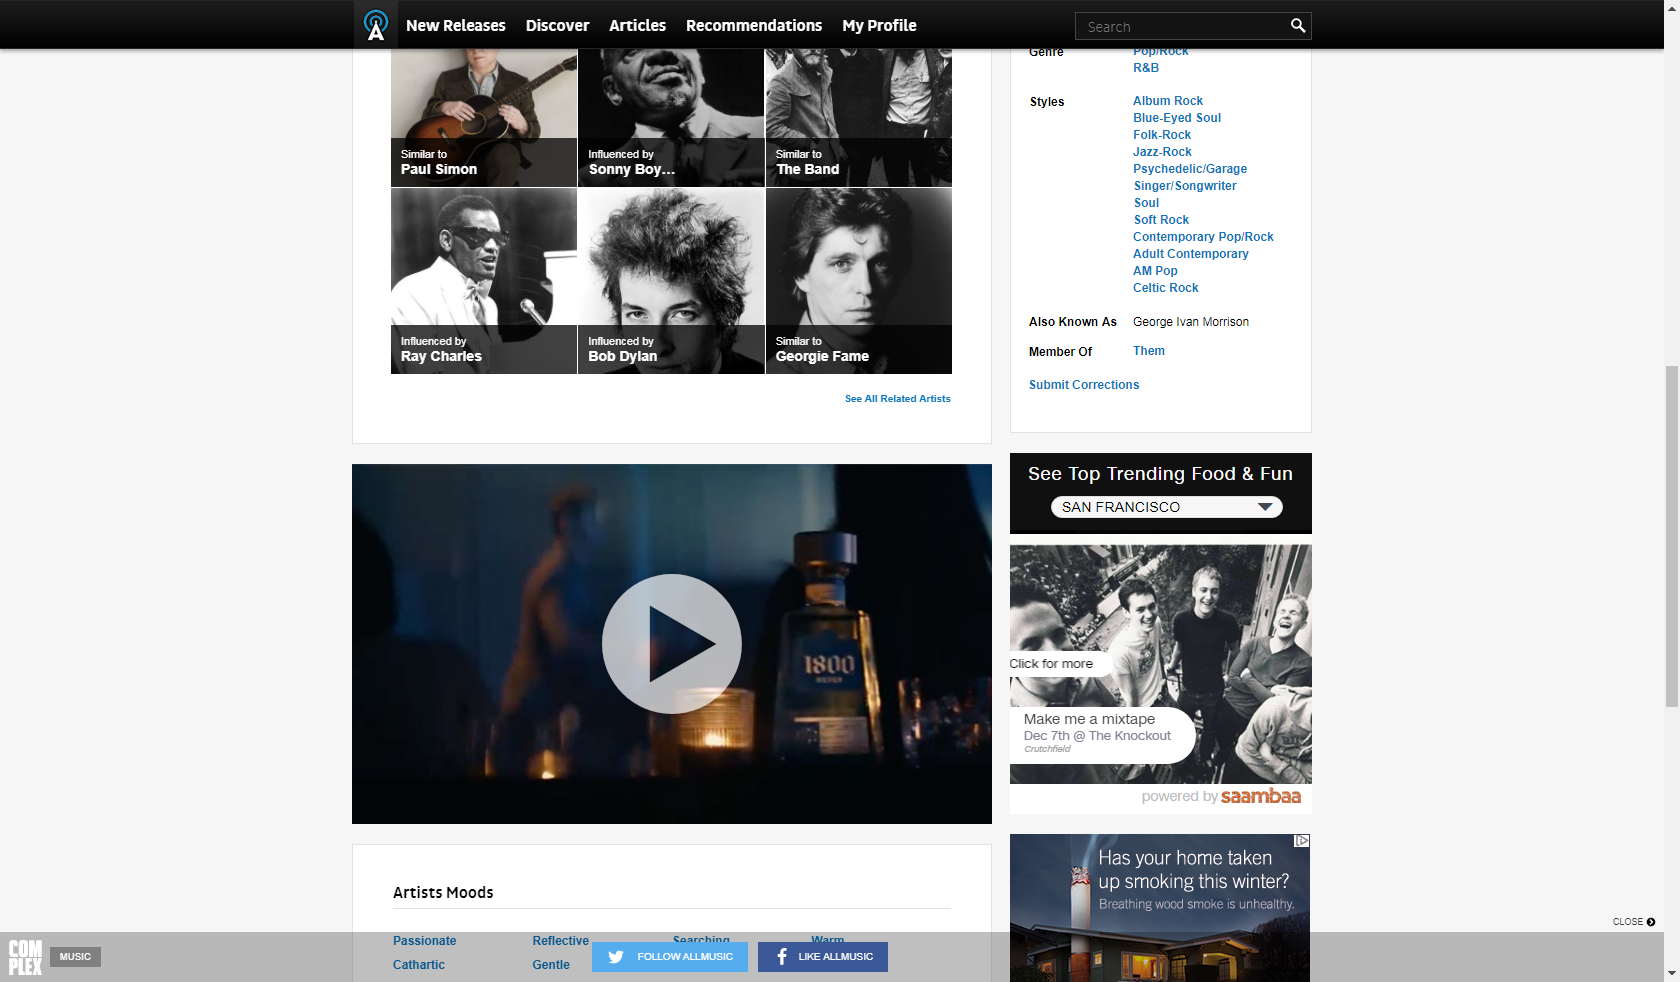 New Releases
Discover
Articles
Recommendations
My Profile
Search
Similar to
Paul Simon
Influenced by
Sonny Boy...
Similar to
The Band
Influenced by
Ray Charles
Influenced by
Bob Dylan
Similar to
Georgie Fame
See All Related Artists
Genre
Pop/Rock
R&B
Styles
Album Rock
Blue-Eyed Soul
Folk-Rock
Jazz-Rock
Psychedelic/Garage
Singer/Songwriter
Soul
Soft Rock
Contemporary Pop/Rock
Adult Contemporary
AM Pop
Celtic Rock
Also Known As
George Ivan Morrison
Member Of
Them
Submit Corrections
1800
SILVER
See Top Trending Food & Fun
SAN FRANCISCO
Click for more
Make me a mixtape
Dec 7th @ The Knockout
Crutchfield
powered by saambaa
Has your home taken
up smoking this winter?
Breathing wood smoke is unhealthy.
Artists Moods
Passionate
Reflective
Searching
Warm
Cathartic
Gentle
CLOSE
COM
PLEX
MUSIC
FOLLOW ALLMUSIC
LIKE ALLMUSIC